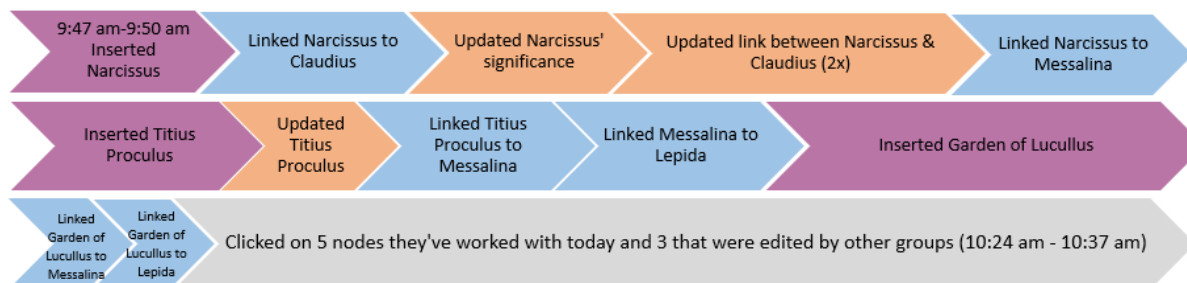 9:47 am-9:50 am
Inserted
Narcissus
Linked Narcissus to
Claudius
Updated Narcissus'
significance
Updated link between Narcissus &
Claudius (2x)
Linked Narcissus to
Messalina
Inserted Titius
Proculus
Updated
Titius
Proculus
Linked Titius
Proculus to
Messalina
Linked Messalina to
Lepida
Inserted Garden of Lucullus
Linked
Garden of
Lucullus to
Messalina
Linked
Garden of
Lucullus to
Lepida
Clicked on 5 nodes they've worked with today and 3 that were edited by other groups (10:24 am - 10:37 am)